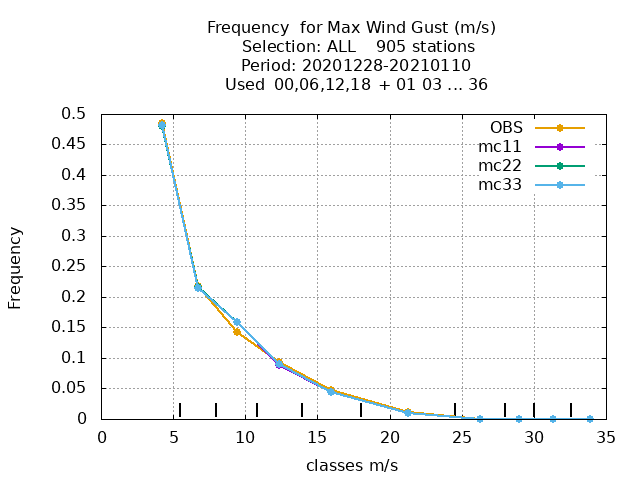 Frequency  for Max Wind Gust (m/s)
Selection: ALL    905 stations
Period: 20201228-20210110
Used  00,06,12,18  + 01 03 ... 36
0.5
0.45
0.4
0.35
0.3
0.25
0.2
0.15
0.1
0.05
0
Frequency
OBS
mc11
mc22
mc33
0 5 10 15 20 25 30 35
classes m/s